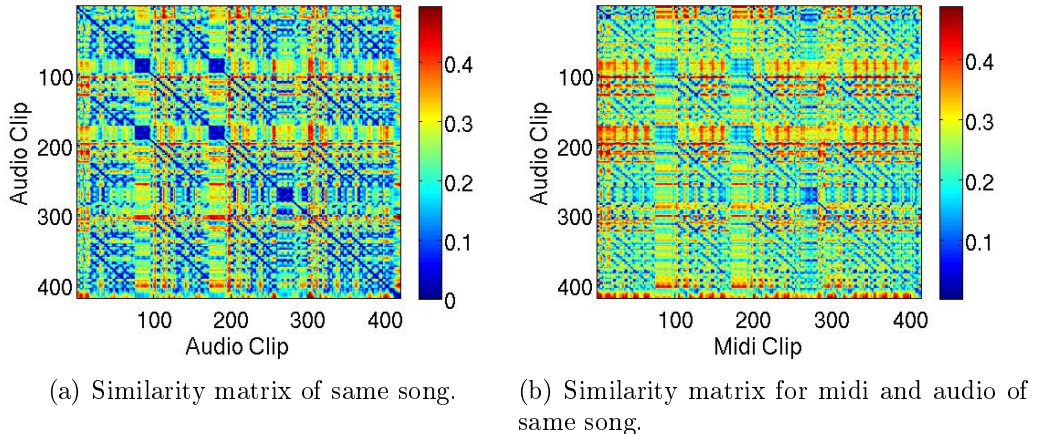 100
200
300
400
Audio Clip
100 200 300 400
Audio Clip
0.4
0.3
0.2
0.1
0
(a) Similarity matrix of same song.
100
200
300
400
Audio Clip
100 200 300 400
Midi Clip
0.4
0.3
0.2
0.1
(b) Similarity matrix for midi and audio of
same song.